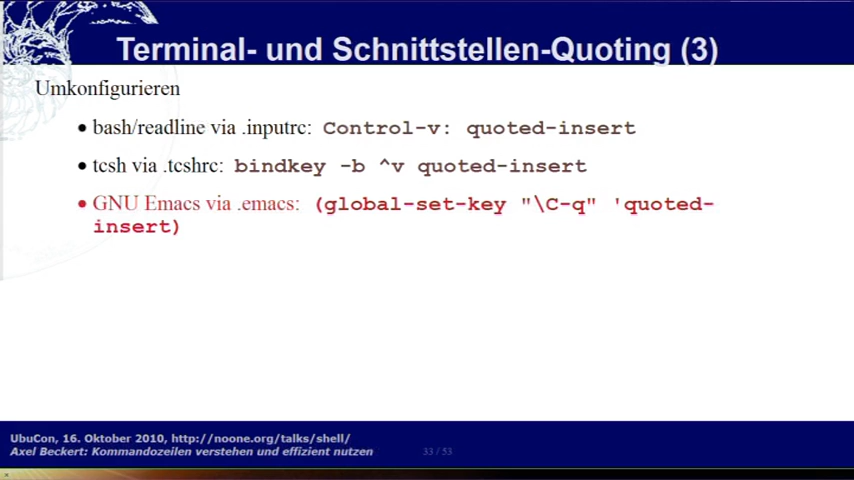 Terminal- und Schnittstellen-Quoting (3)
Umkonfigurieren
• bash/readline via .inputrc: Control-v: quoted-insert
• tcsh via .tcshrc: bindkey -b ^v quoted-insert
• GNU Emacs via .emacs: (global-set-key "\C-q" 'quoted-
insert)
UbuCon, 16. Oktober 2010, http://noone.org/talks/shell/
Axel Beckert: Kommandozeilen verstehen und effizient nutzen
33 / 53